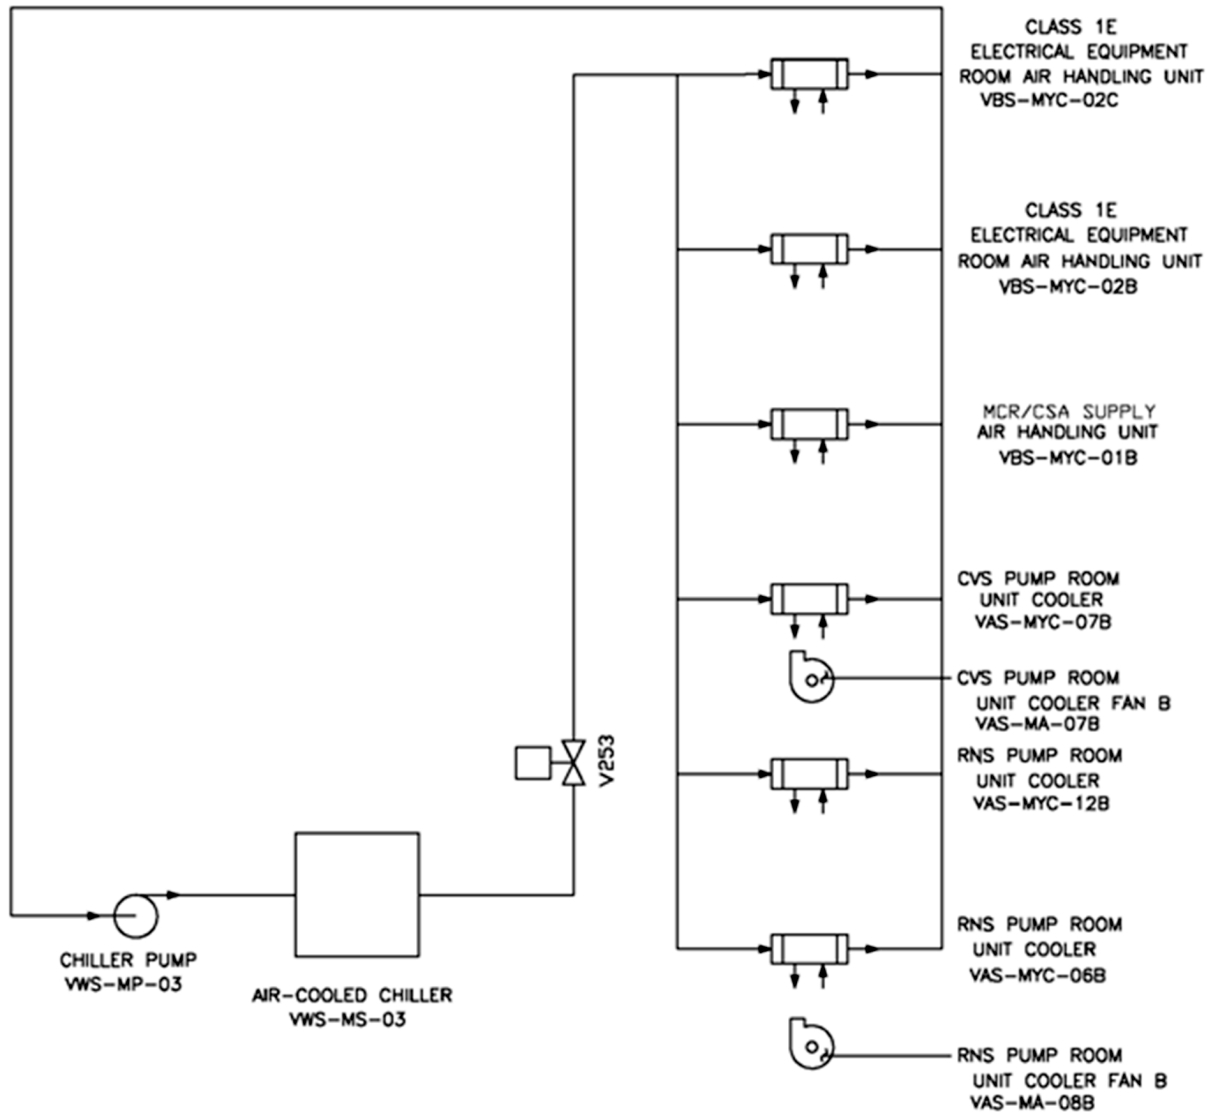 CLASS 1E
ELECTRICAL EQUIPMENT
ROOM AIR HANDLING UNIT
VBS-MYC-02C
CLASS 1E
ELECTRICAL EQUIPMENT
ROOM AIR HANDLING UNIT
VBS-MYC-02B
MCR/CSA SUPPLY
AIR HANDLING UNIT
VBS-MYC-01B
CVS PUMP ROOM
UNIT COOLER
VAS-MYC-07B
CVS PUMP ROOM
UNIT COOLER FAN B
VAS-MA-07B
RNS PUMP ROOM
UNIT COOLER
VAS-MYC-12B
V253
RNS PUMP ROOM
UNIT COOLER
VAS-MYC-06B
CHILLER PUMP
VWS-MP-03
AIR-COOLED CHILLER
VWS-MS-03
RNS PUMP ROOM
UNIT COOLER FAN B
VAS-MA-08B